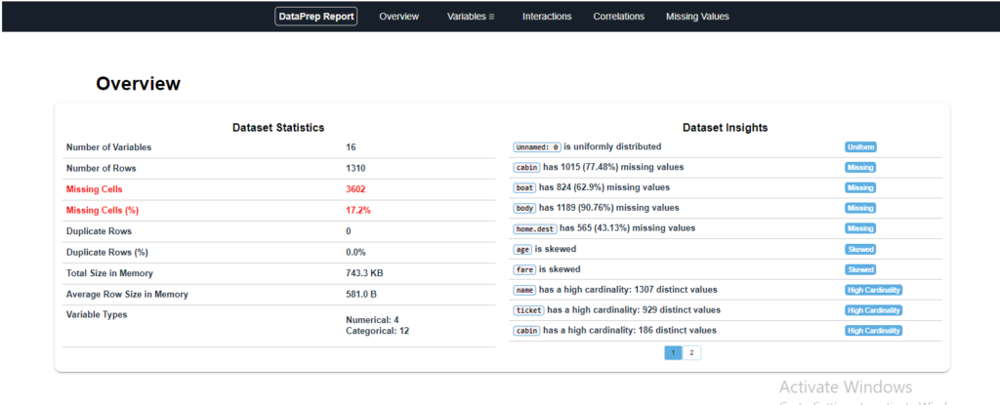 DataPrep Report Overview Variables ≡ Interactions Correlations Missing Values
Overview
Dataset Statistics
Number of Variables 16
Number of Rows 1310
Missing Cells 3602
Missing Cells (%) 17.2%
Duplicate Rows 0
Duplicate Rows (%) 0.0%
Total Size in Memory 743.3 KB
Average Row Size in Memory 581.0 B
Variable Types Numerical: 4
Categorical: 12
Dataset Insights
Unnamed: 0 is uniformly distributed Uniform
cabin has 1015 (77.48%) missing values Missing
boat has 824 (62.9%) missing values Missing
body has 1189 (90.76%) missing values Missing
home.dest has 565 (43.13%) missing values Missing
age is skewed Skewed
fare is skewed Skewed
name has a high cardinality: 1307 distinct values High Cardinality
ticket has a high cardinality: 929 distinct values High Cardinality
cabin has a high cardinality: 186 distinct values High Cardinality
1 2
Activate Windows